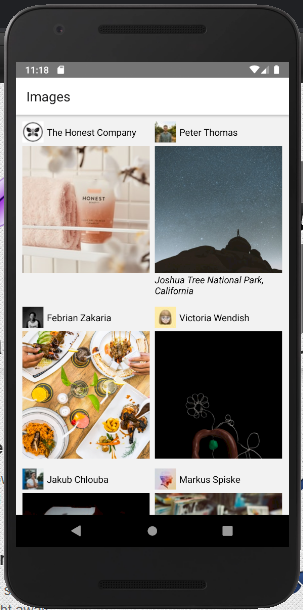 11:18
Images
The Honest Company
Peter Thomas
HONEST
Joshua Tree National Park,
California
Febrian Zakaria
Victoria Wendish
Jakub Chlouba
Markus Spiske